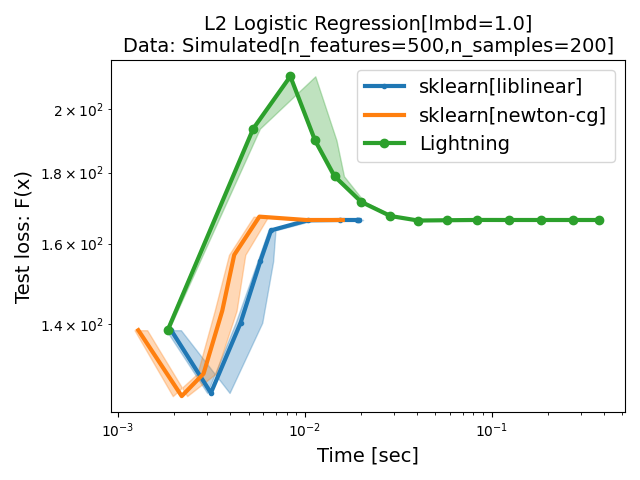 L2 Logistic Regression[lmbd=1.0]
Data: Simulated[n_features=500,n_samples=200]
sklearn[liblinear]
sklearn[newton-cg]
Lightning
Test loss: F(x)
2 × 10²
1.8 × 10²
1.6 × 10²
1.4 × 10²
10⁻³
10⁻²
10⁻¹
Time [sec]